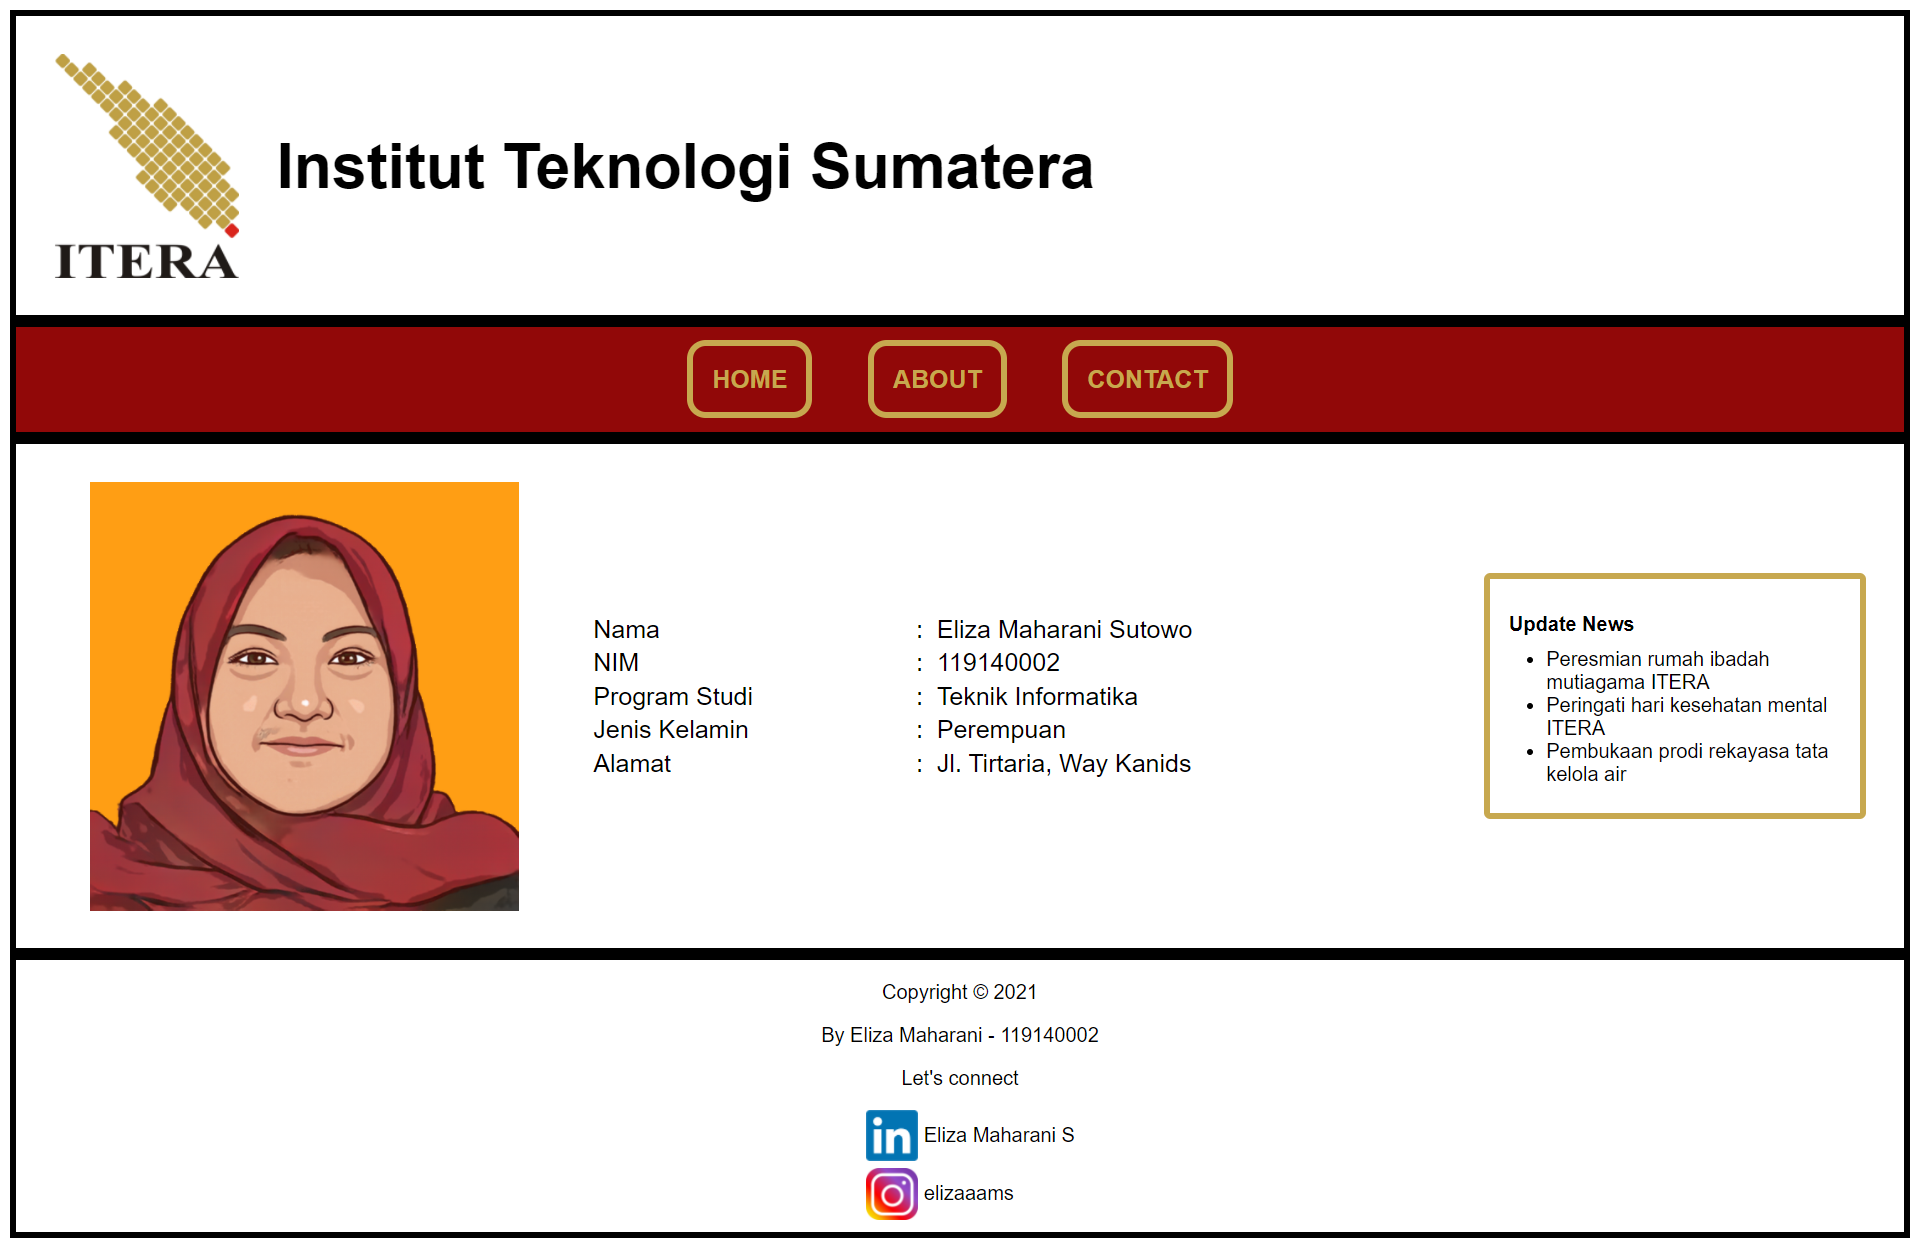 ITERA
Institut Teknologi Sumatera
HOME ABOUT CONTACT
Nama : Eliza Maharani Sutowo
NIM : 119140002
Program Studi : Teknik Informatika
Jenis Kelamin : Perempuan
Alamat : Jl. Tirtaria, Way Kanids
Update News
• Peresmian rumah ibadah
mutiagama ITERA
• Peringati hari kesehatan mental
ITERA
• Pembukaan prodi rekayasa tata
kelola air
Copyright © 2021
By Eliza Maharani - 119140002
Let's connect
in Eliza Maharani S
elizaaams